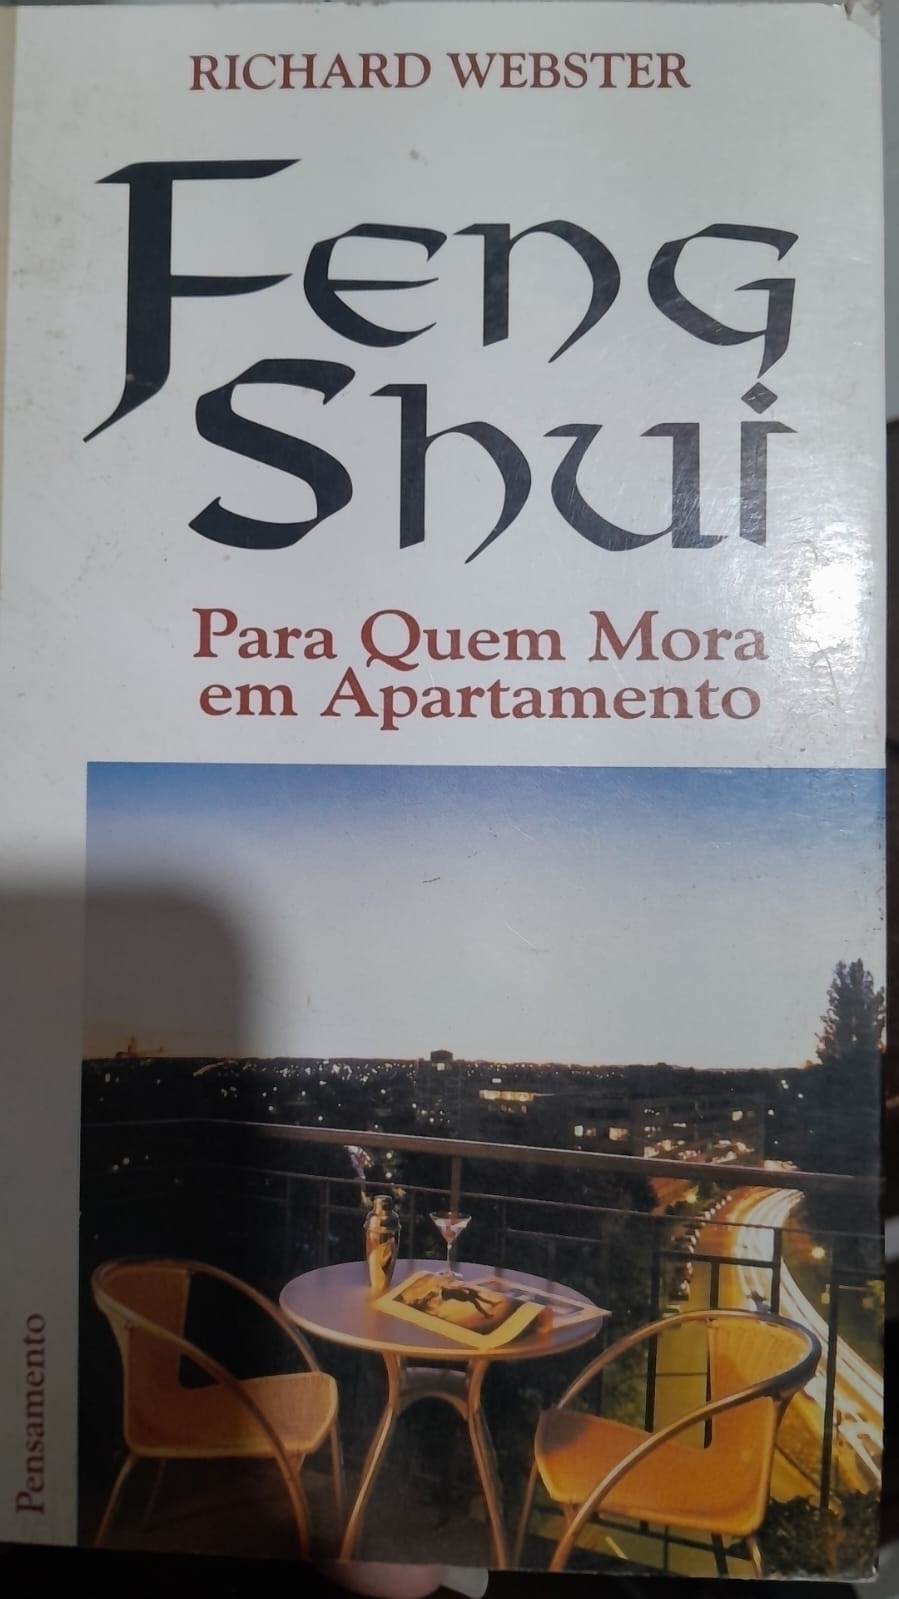 RICHARD WEBSTER
Feng
Shui
Para Quem Mora
em Apartamento
Pensamento